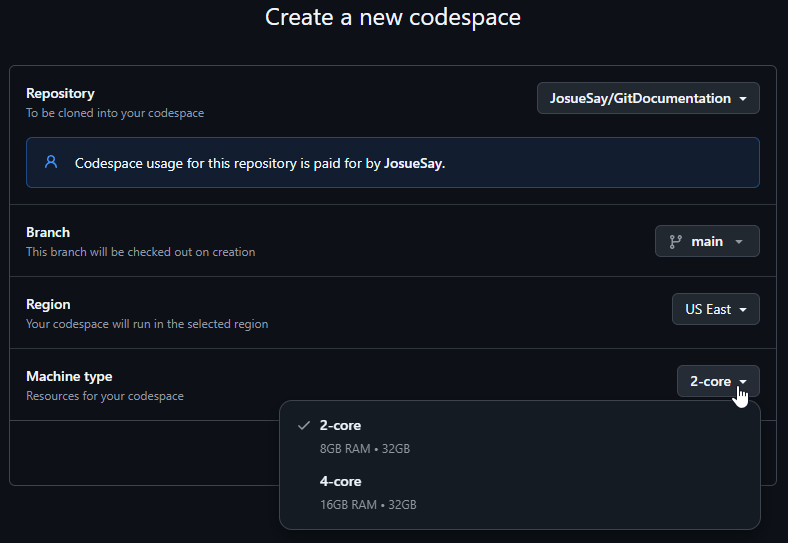 Create a new codespace
Repository
To be cloned into your codespace
JosueSay/GitDocumentation
Codespace usage for this repository is paid for by JosueSay.
Branch
This branch will be checked out on creation
main
Region
Your codespace will run in the selected region
US East
Machine type
Resources for your codespace
2-core
2-core
8GB RAM • 32GB
4-core
16GB RAM • 32GB